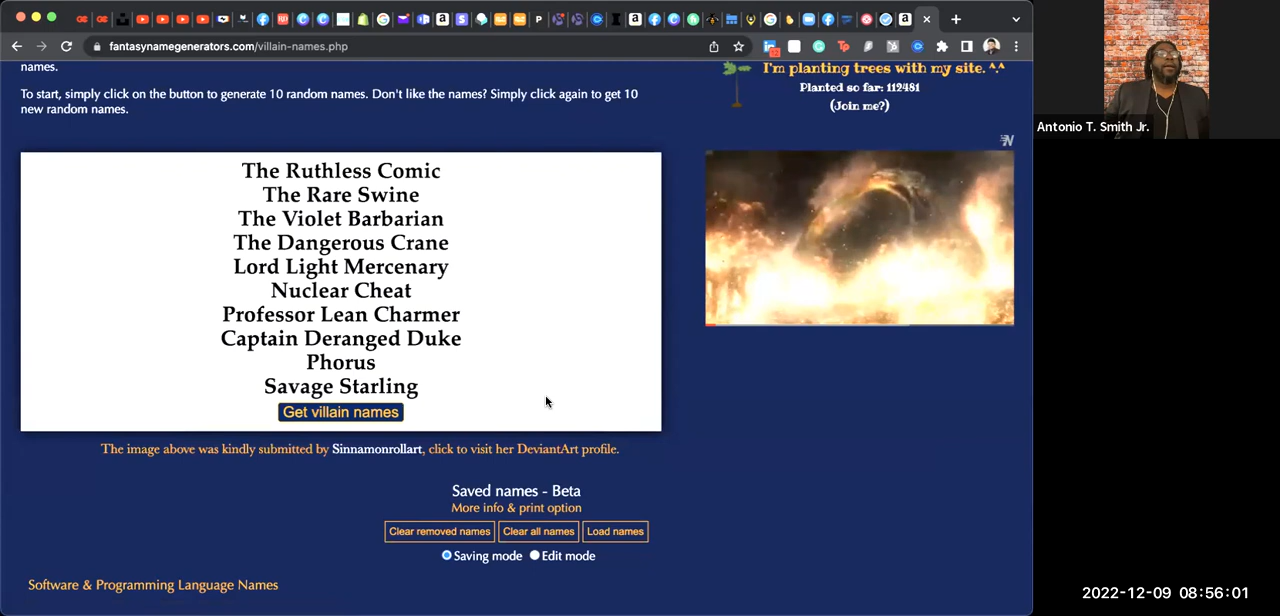 fantasynamegenerators.com/villain-names.php
names.
To start, simply click on the button to generate 10 random names. Don't like the names? Simply click again to get 10
new random names.
I'm planting trees with my site. ^.^
Planted so far: 112481
(Join me?)
The Ruthless Comic
The Rare Swine
The Violet Barbarian
The Dangerous Crane
Lord Light Mercenary
Nuclear Cheat
Professor Lean Charmer
Captain Deranged Duke
Phorus
Savage Starling
Get villain names
The image above was kindly submitted by Sinnamonrollart, click to visit her DeviantArt profile.
Saved names - Beta
More info & print option
Clear removed names Clear all names Load names
Saving mode Edit mode
Software & Programming Language Names
Antonio T. Smith Jr.
2022-12-09 08:56:01